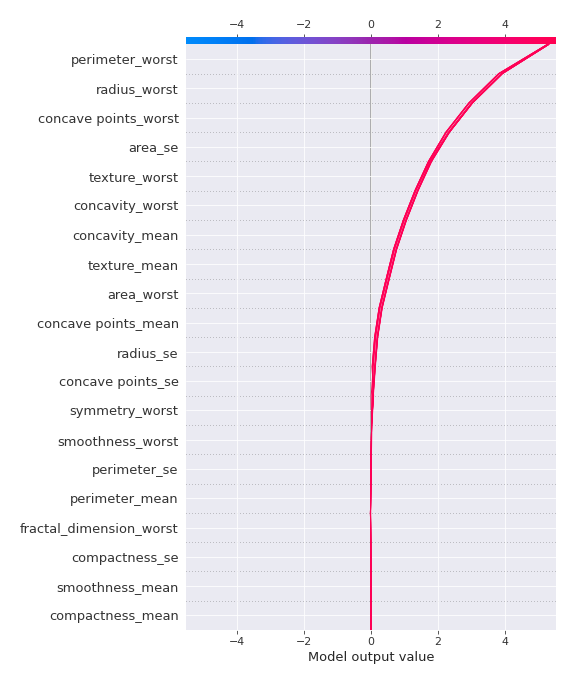 −4 −2 0 2 4
perimeter_worst
radius_worst
concave points_worst
area_se
texture_worst
concavity_worst
concavity_mean
texture_mean
area_worst
concave points_mean
radius_se
concave points_se
symmetry_worst
smoothness_worst
perimeter_se
perimeter_mean
fractal_dimension_worst
compactness_se
smoothness_mean
compactness_mean
−4 −2 0 2 4
Model output value